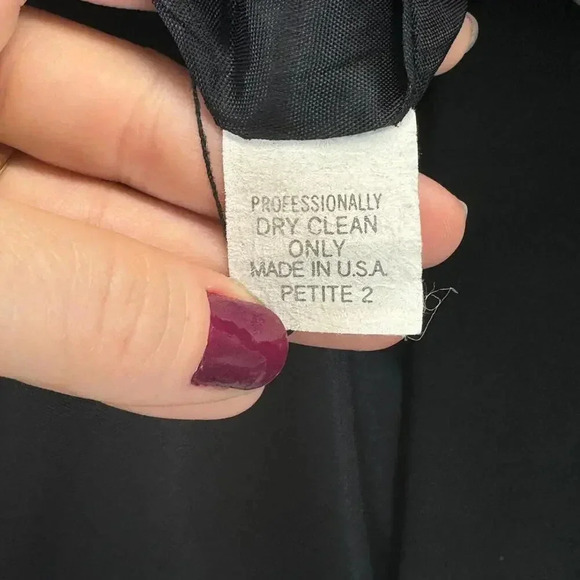 PROFESSIONALLY
DRY CLEAN
ONLY
MADE IN U.S.A.
PETITE 2